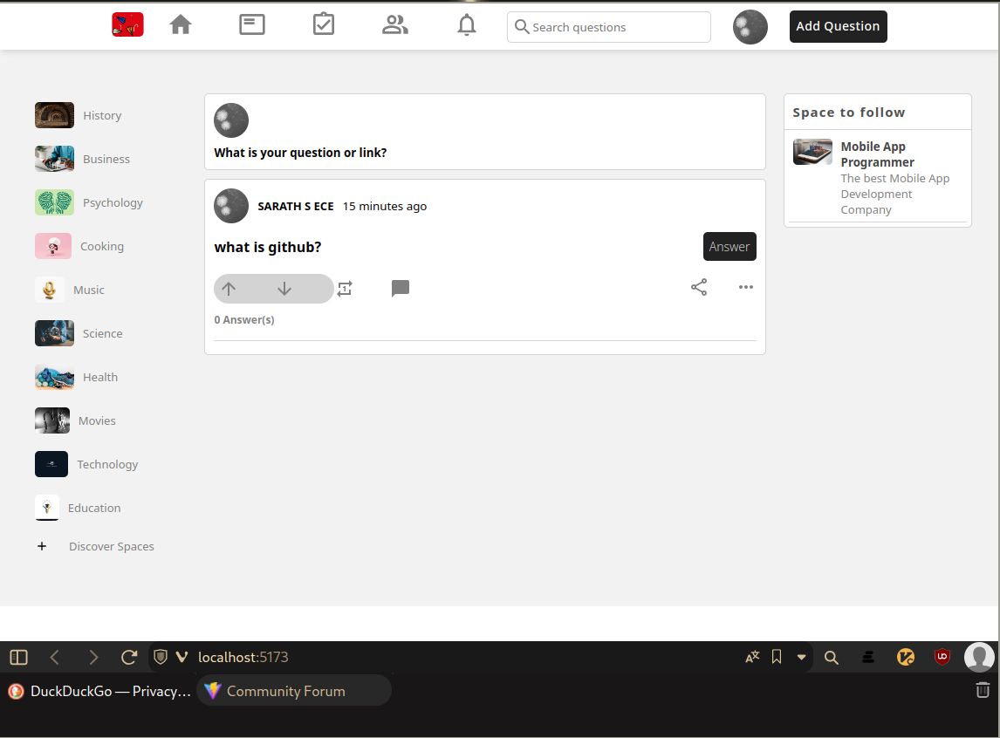 Search questions
Add Question
History
Business
Psychology
Cooking
Music
Science
Health
Movies
Technology
Education
+ Discover Spaces
What is your question or link?
SARATH S ECE 15 minutes ago
what is github?
Answer
0 Answer(s)
Space to follow
Mobile App
Programmer
The best Mobile App
Development
Company
localhost:5173
DuckDuckGo — Privacy…
Community Forum